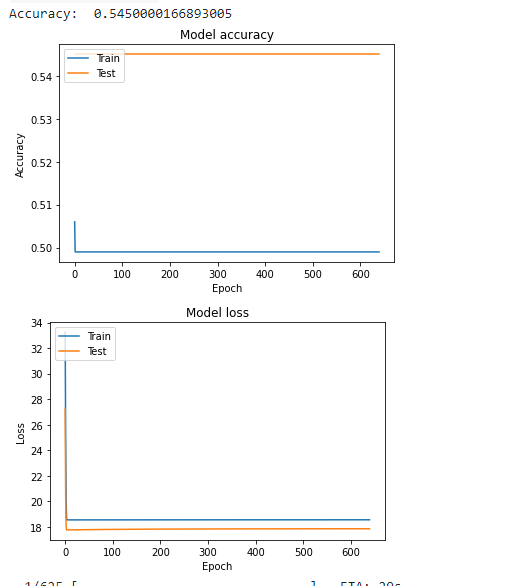 Accuracy:  0.5450000166893005
Model accuracy
Train
Test
0.54
0.53
0.52
0.51
0.50
Accuracy
0 100 200 300 400 500 600
Epoch
Model loss
Train
Test
34
32
30
28
26
24
22
20
18
Loss
0 100 200 300 400 500 600
Epoch